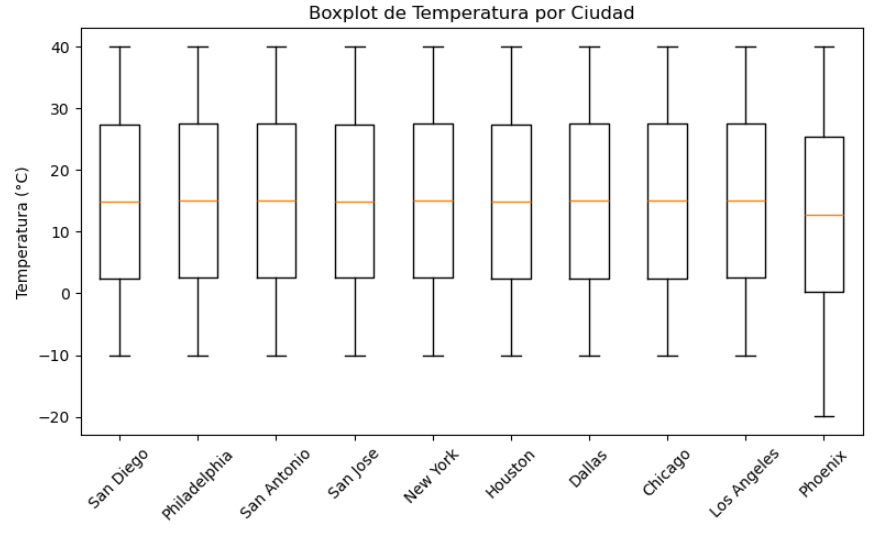 Boxplot de Temperatura por Ciudad
Temperatura (°C)
40
30
20
10
0
−10
−20
San Diego
Philadelphia
San Antonio
San Jose
New York
Houston
Dallas
Chicago
Los Angeles
Phoenix